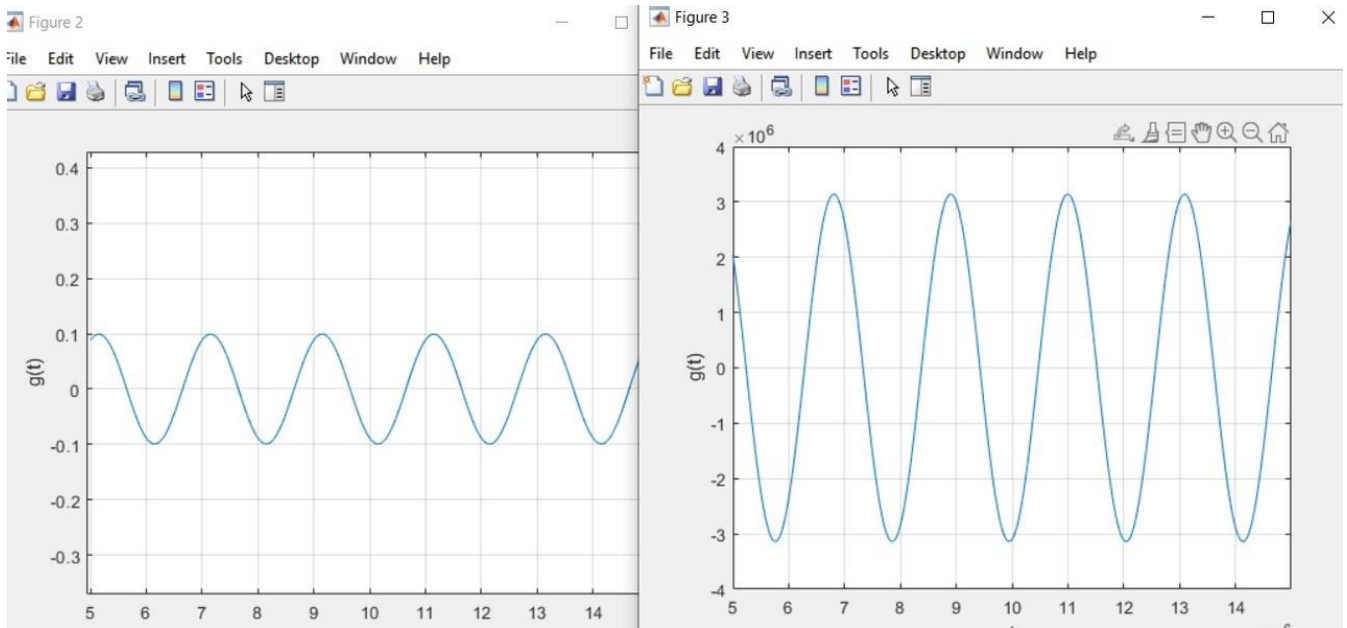 Figure 2
File Edit View Insert Tools Desktop Window Help
0.4
0.3
0.2
0.1
0
-0.1
-0.2
-0.3
g(t)
5 6 7 8 9 10 11 12 13 14
Figure 3
File Edit View Insert Tools Desktop Window Help
×10^6
4
3
2
1
0
-1
-2
-3
-4
g(t)
5 6 7 8 9 10 11 12 13 14